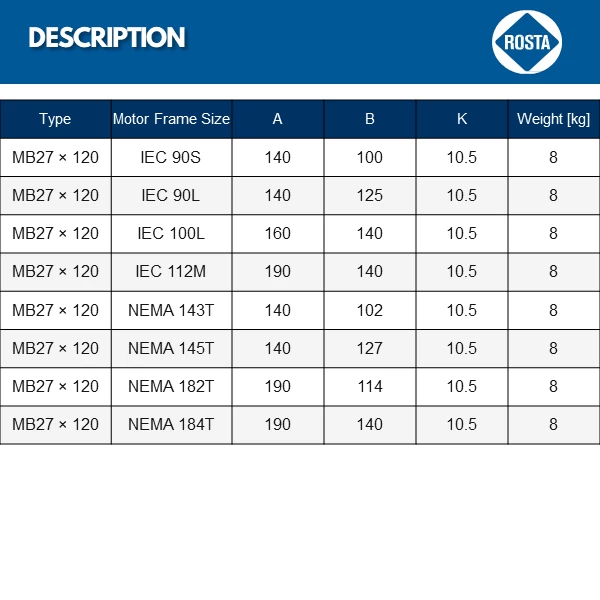 DESCRIPTION
ROSTA
Type Motor Frame Size A B K Weight [kg]
MB27 × 120 IEC 90S 140 100 10.5 8
MB27 × 120 IEC 90L 140 125 10.5 8
MB27 × 120 IEC 100L 160 140 10.5 8
MB27 × 120 IEC 112M 190 140 10.5 8
MB27 × 120 NEMA 143T 140 102 10.5 8
MB27 × 120 NEMA 145T 140 127 10.5 8
MB27 × 120 NEMA 182T 190 114 10.5 8
MB27 × 120 NEMA 184T 190 140 10.5 8